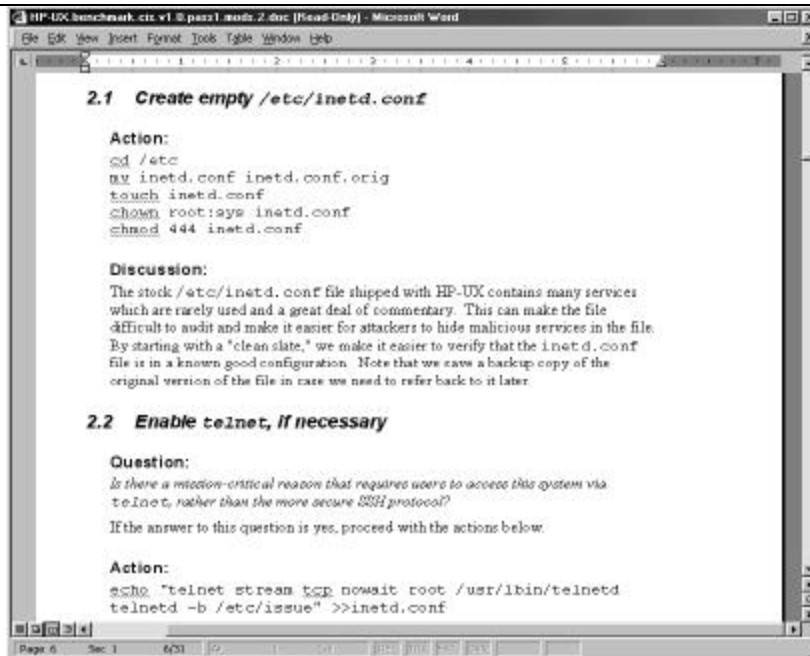 HP-UX.benchmark.cis.v1.0.pass1.mods.2.doc (Read-Only) - Microsoft Word
File Edit View Insert Format Tools Table Window Help
1 2 3 4 5 7
2.1 Create empty /etc/inetd.conf
Action:
cd /etc
mv inetd.conf inetd.conf.orig
touch inetd.conf
chown root:sys inetd.conf
chmod 444 inetd.conf
Discussion:
The stock /etc/inetd.conf file shipped with HP-UX contains many services
which are rarely used and a great deal of commentary. This can make the file
difficult to audit and make it easier for attackers to hide malicious services in the file.
By starting with a "clean slate," we make it easier to verify that the inetd.conf
file is in a known good configuration. Note that we save a backup copy of the
original version of the file in case we need to refer back to it later.
2.2 Enable telnet, if necessary
Question:
Is there a mission-critical reason that requires users to access this system via
telnet, rather than the more secure SSH protocol?
If the answer to this question is yes, proceed with the actions below.
Action:
echo "telnet stream tcp nowait root /usr/lbin/telnetd
telnetd -b /etc/issue" >>inetd.conf
Page 6 Sec 1 6/31